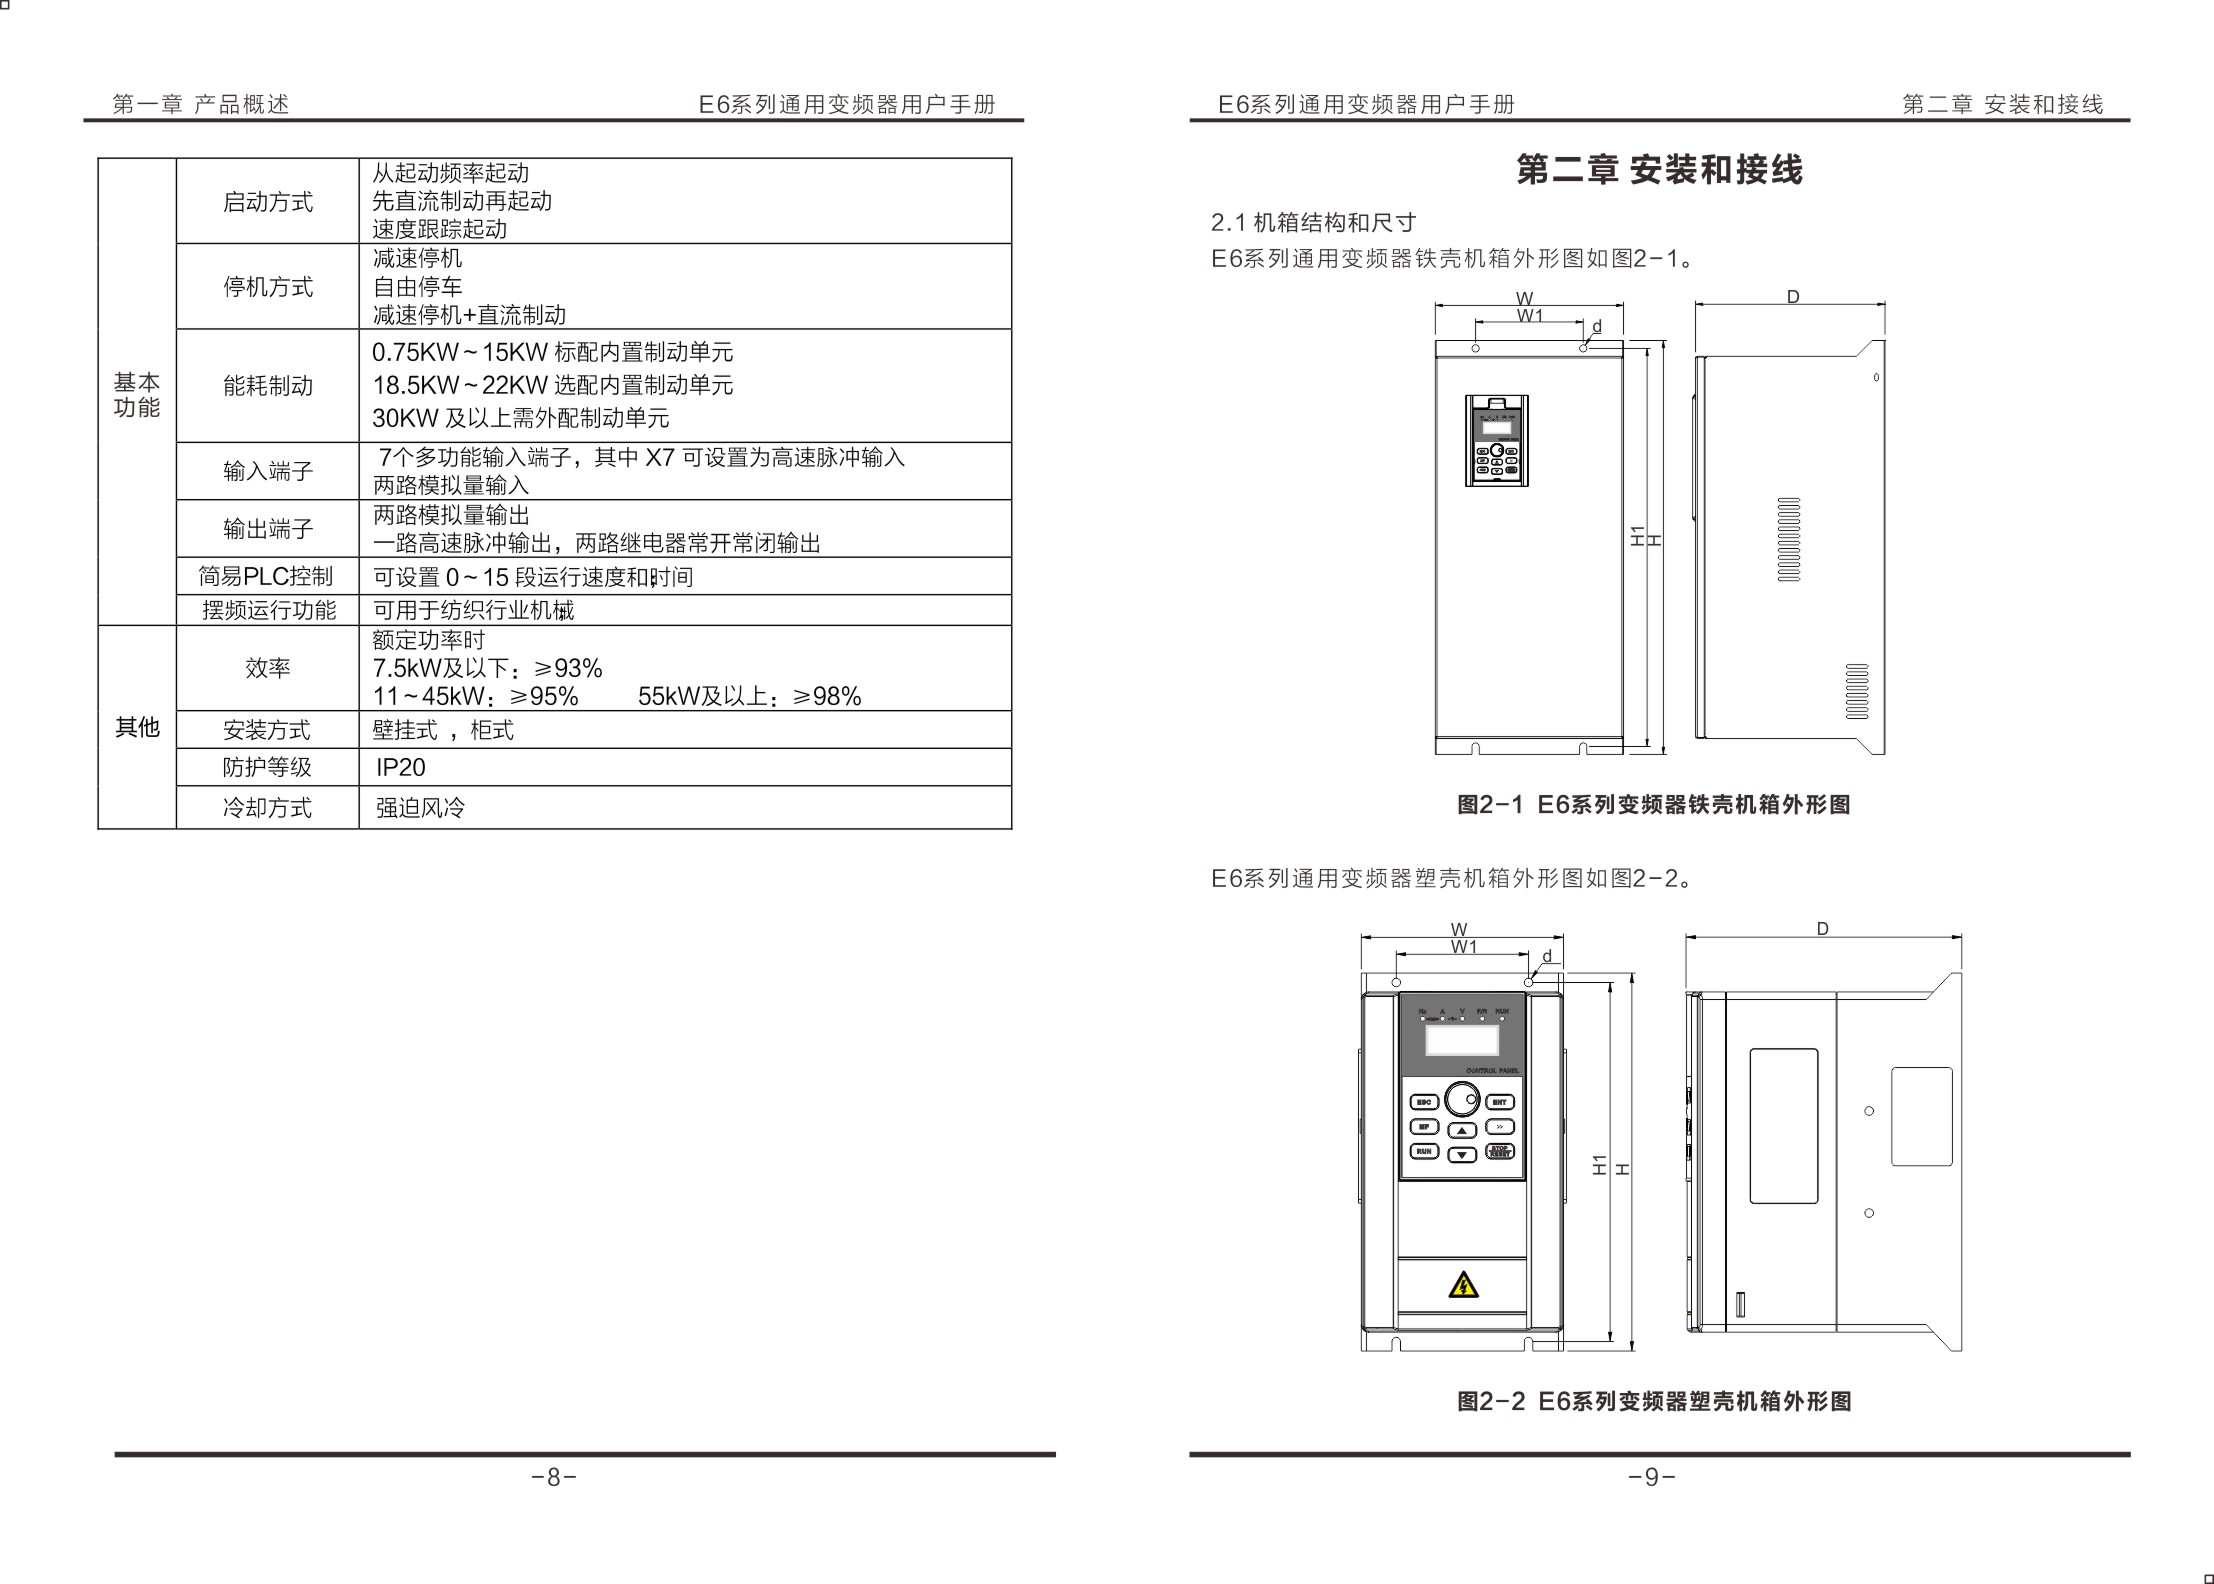 第一章 产品概述
E6系列通用变频器用户手册
基本
功能
启动方式
从起动频率起动
先直流制动再起动
速度跟踪起动
停机方式
减速停机
自由停车
减速停机+直流制动
能耗制动
0.75KW～15KW 标配内置制动单元
18.5KW～22KW 选配内置制动单元
30KW 及以上需外配制动单元
输入端子
7个多功能输入端子，其中 X7 可设置为高速脉冲输入
两路模拟量输入
输出端子
两路模拟量输出
一路高速脉冲输出，两路继电器常开常闭输出
简易PLC控制
可设置 0～15 段运行速度和时间
摆频运行功能
可用于纺织行业机械
其他
效率
额定功率时
7.5kW及以下：≥93%
11～45kW：≥95% 55kW及以上：≥98%
安装方式
壁挂式 ，柜式
防护等级
IP20
冷却方式
强迫风冷
-8-
E6系列通用变频器用户手册
第二章 安装和接线
第二章 安装和接线
2.1 机箱结构和尺寸
E6系列通用变频器铁壳机箱外形图如图2-1。
W
W1
d
H1
H
D
图2-1 E6系列变频器铁壳机箱外形图
E6系列通用变频器塑壳机箱外形图如图2-2。
W
W1
d
Hz A V F/R RUN
CONTROL PANEL
ESC
ENT
MF
>>
RUN
STOP
RESET
H1
H
D
图2-2 E6系列变频器塑壳机箱外形图
-9-